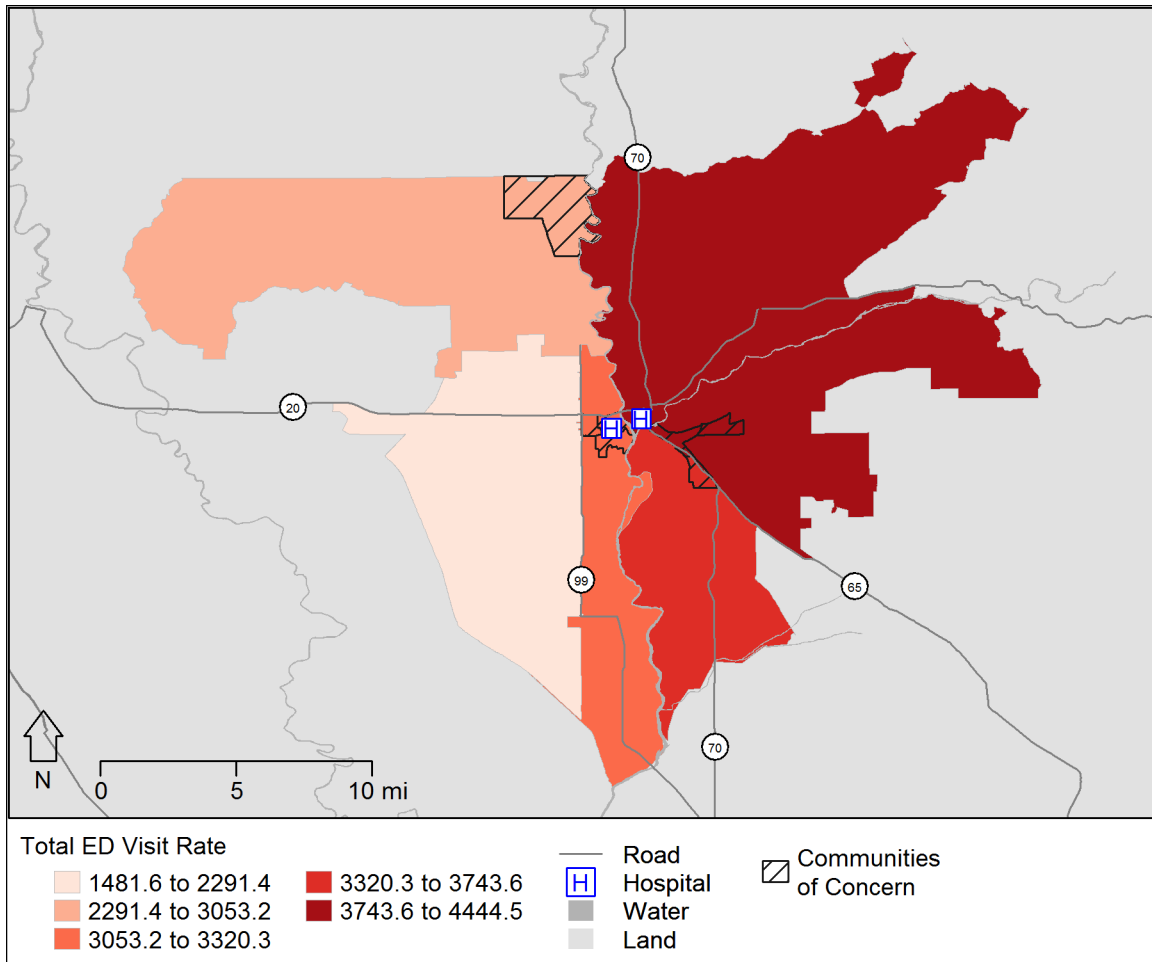 70
20
H
H
99
65
70
N
0 5 10 mi
Total ED Visit Rate
1481.6 to 2291.4
2291.4 to 3053.2
3053.2 to 3320.3
3320.3 to 3743.6
3743.6 to 4444.5
Road
H Hospital
Water
Land
Communities
of Concern